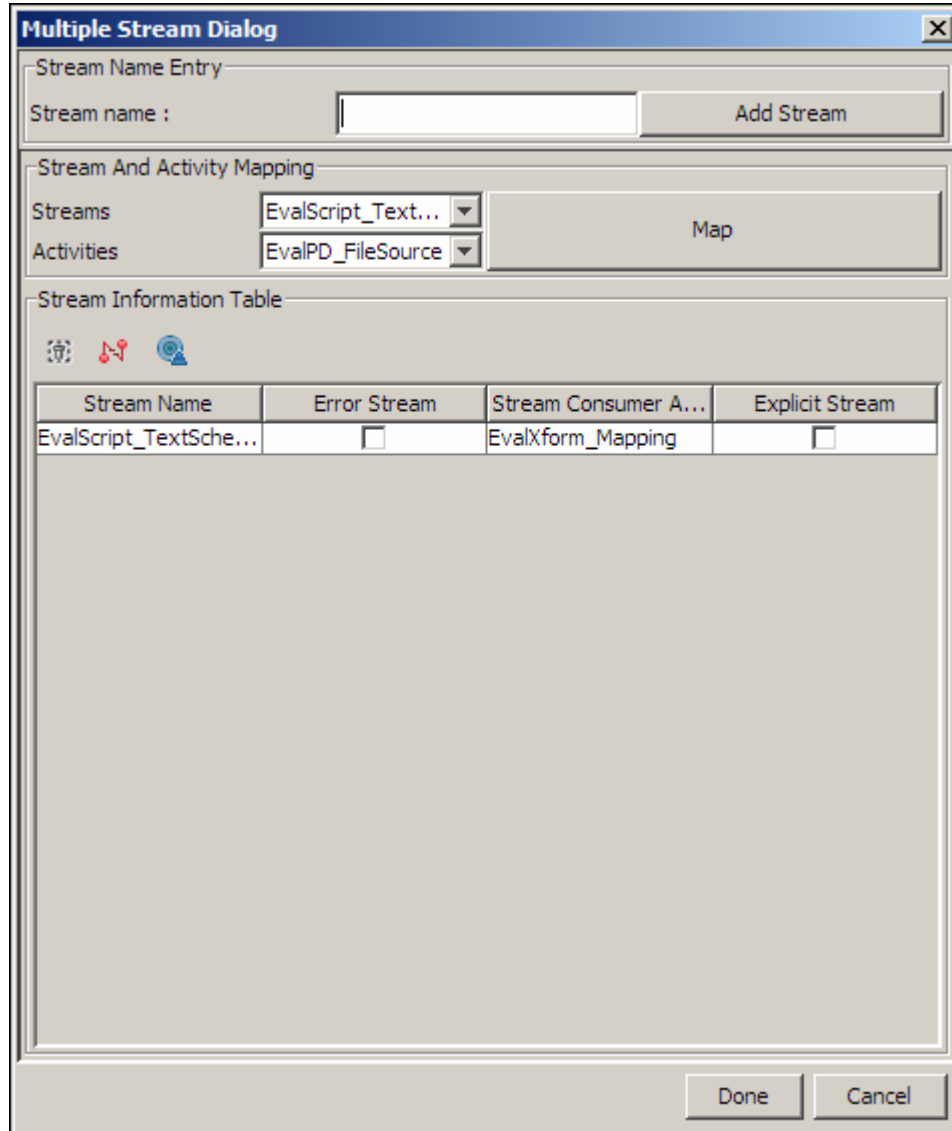 Multiple Stream Dialog
Stream Name Entry
Stream name :
Add Stream
Stream And Activity Mapping
Streams
EvalScript_Text...
Map
Activities
EvalPD_FileSource
Stream Information Table
Stream Name Error Stream Stream Consumer A... Explicit Stream
EvalScript_TextSche... EvalXform_Mapping
Done Cancel